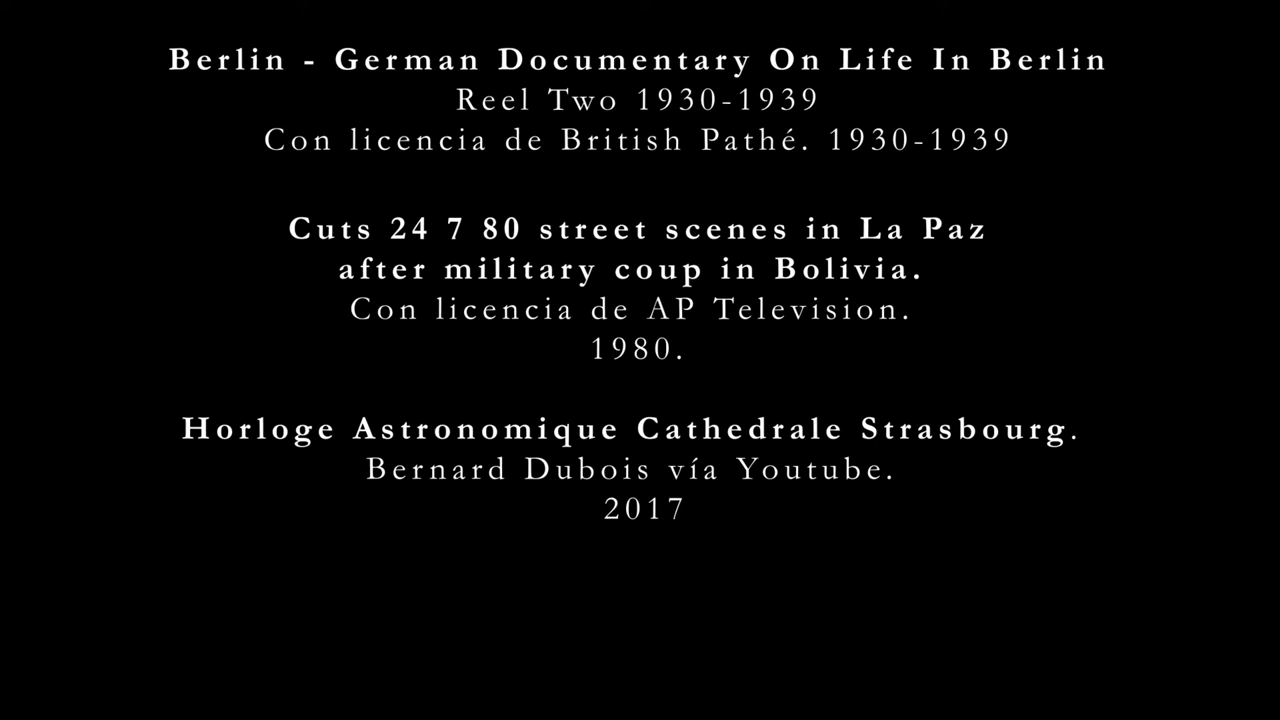 Berlin - German Documentary On Life In Berlin
Reel Two 1930-1939
Con licencia de British Pathé. 1930-1939
Cuts 24 7 80 street scenes in La Paz
after military coup in Bolivia.
Con licencia de AP Televisión.
1980.
Horloge Astronomique Cathedrale Strasbourg.
Bernard Dubois vía Youtube.
2017